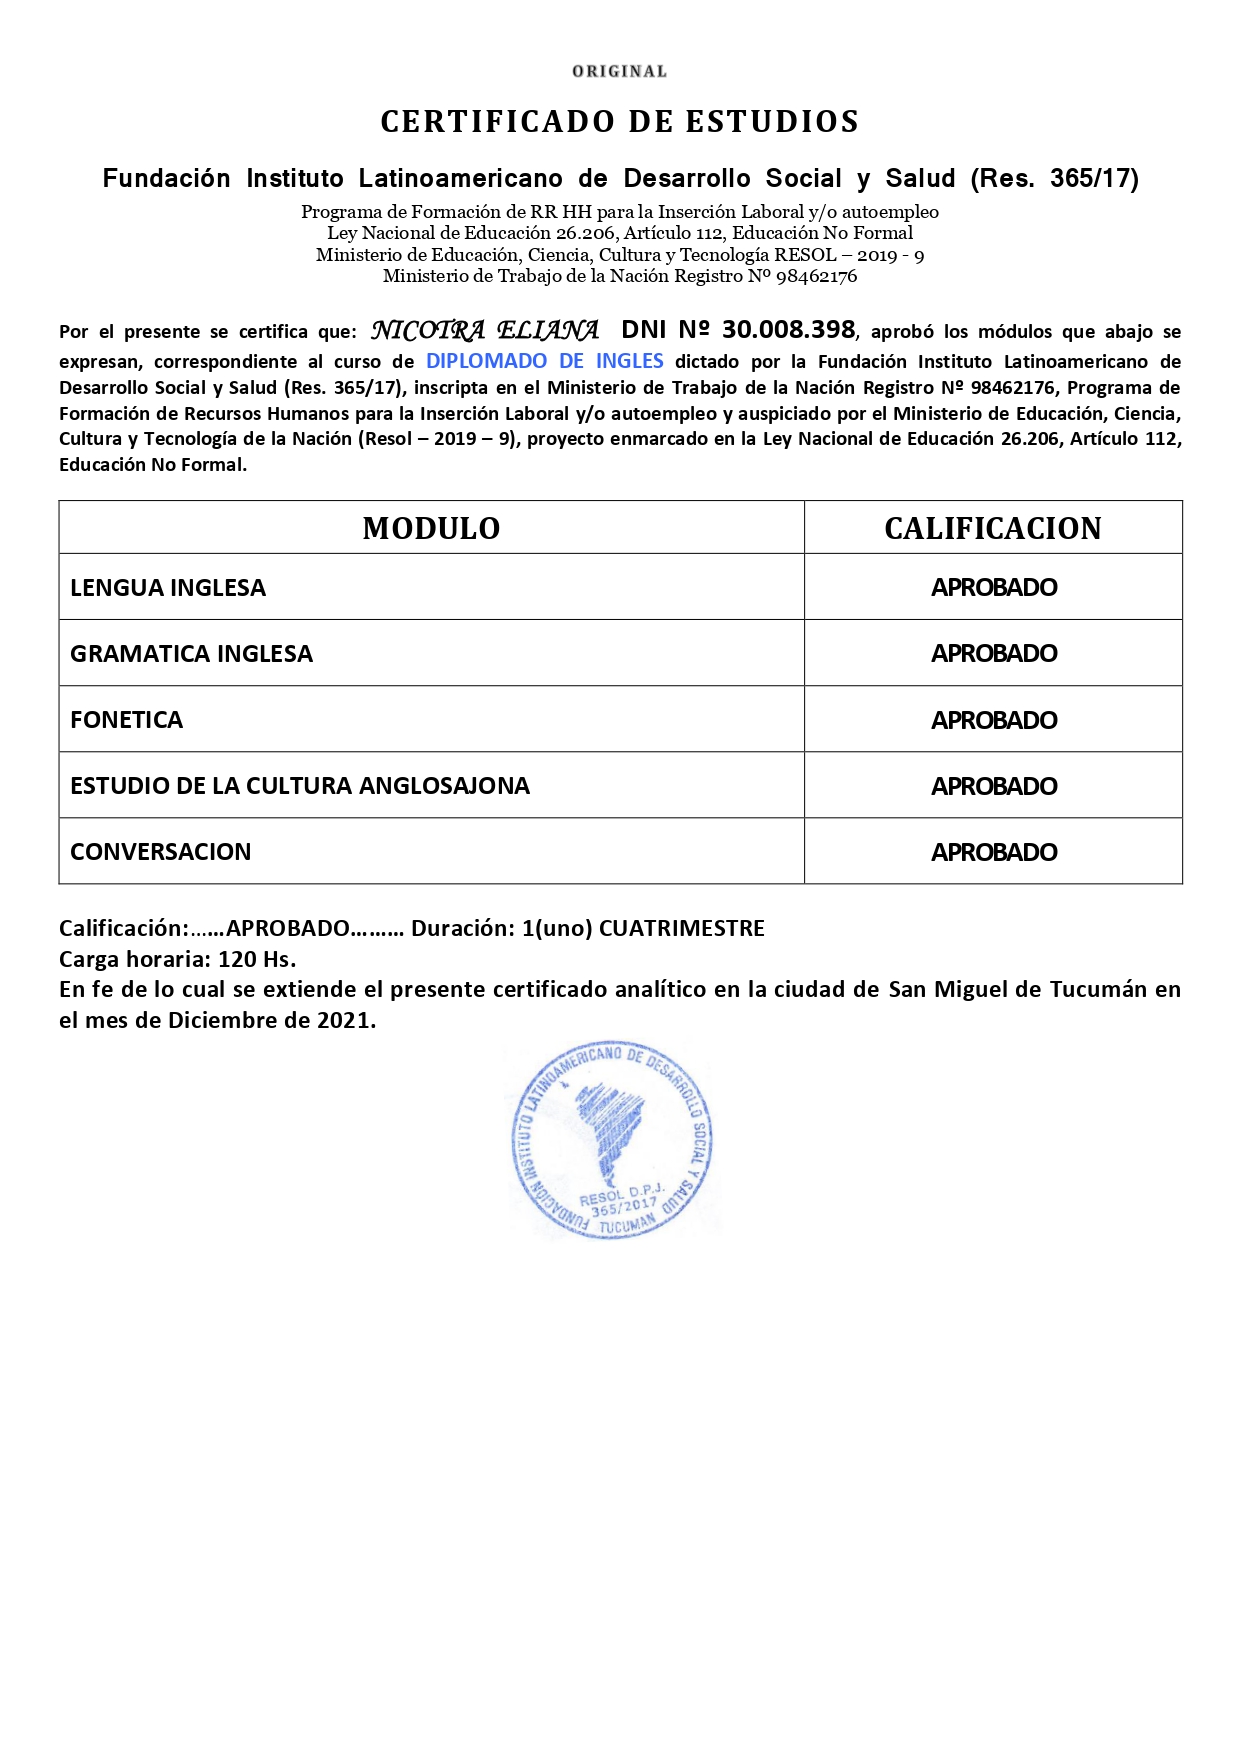 ORIGINAL
CERTIFICADO DE ESTUDIOS
Fundación Instituto Latinoamericano de Desarrollo Social y Salud (Res. 365/17)
Programa de Formación de RR HH para la Inserción Laboral y/o autoempleo
Ley Nacional de Educación 26.206, Artículo 112, Educación No Formal
Ministerio de Educación, Ciencia, Cultura y Tecnología RESOL – 2019 - 9
Ministerio de Trabajo de la Nación Registro Nº 98462176
Por el presente se certifica que: NICOTRA ELIANA DNI Nº 30.008.398, aprobó los módulos que abajo se
expresan, correspondiente al curso de DIPLOMADO DE INGLES dictado por la Fundación Instituto Latinoamericano de
Desarrollo Social y Salud (Res. 365/17), inscripta en el Ministerio de Trabajo de la Nación Registro Nº 98462176, Programa de
Formación de Recursos Humanos para la Inserción Laboral y/o autoempleo y auspiciado por el Ministerio de Educación, Ciencia,
Cultura y Tecnología de la Nación (Resol – 2019 – 9), proyecto enmarcado en la Ley Nacional de Educación 26.206, Artículo 112,
Educación No Formal.
MODULO CALIFICACION
LENGUA INGLESA APROBADO
GRAMATICA INGLESA APROBADO
FONETICA APROBADO
ESTUDIO DE LA CULTURA ANGLOSAJONA APROBADO
CONVERSACION APROBADO
Calificación:……APROBADO……… Duración: 1(uno) CUATRIMESTRE
Carga horaria: 120 Hs.
En fe de lo cual se extiende el presente certificado analítico en la ciudad de San Miguel de Tucumán en
el mes de Diciembre de 2021.
FUNDACION INSTITUTO LATINOAMERICANO DE DESARROLLO SOCIAL Y SALUD
RESOL D.P.J.
365/2017
TUCUMAN